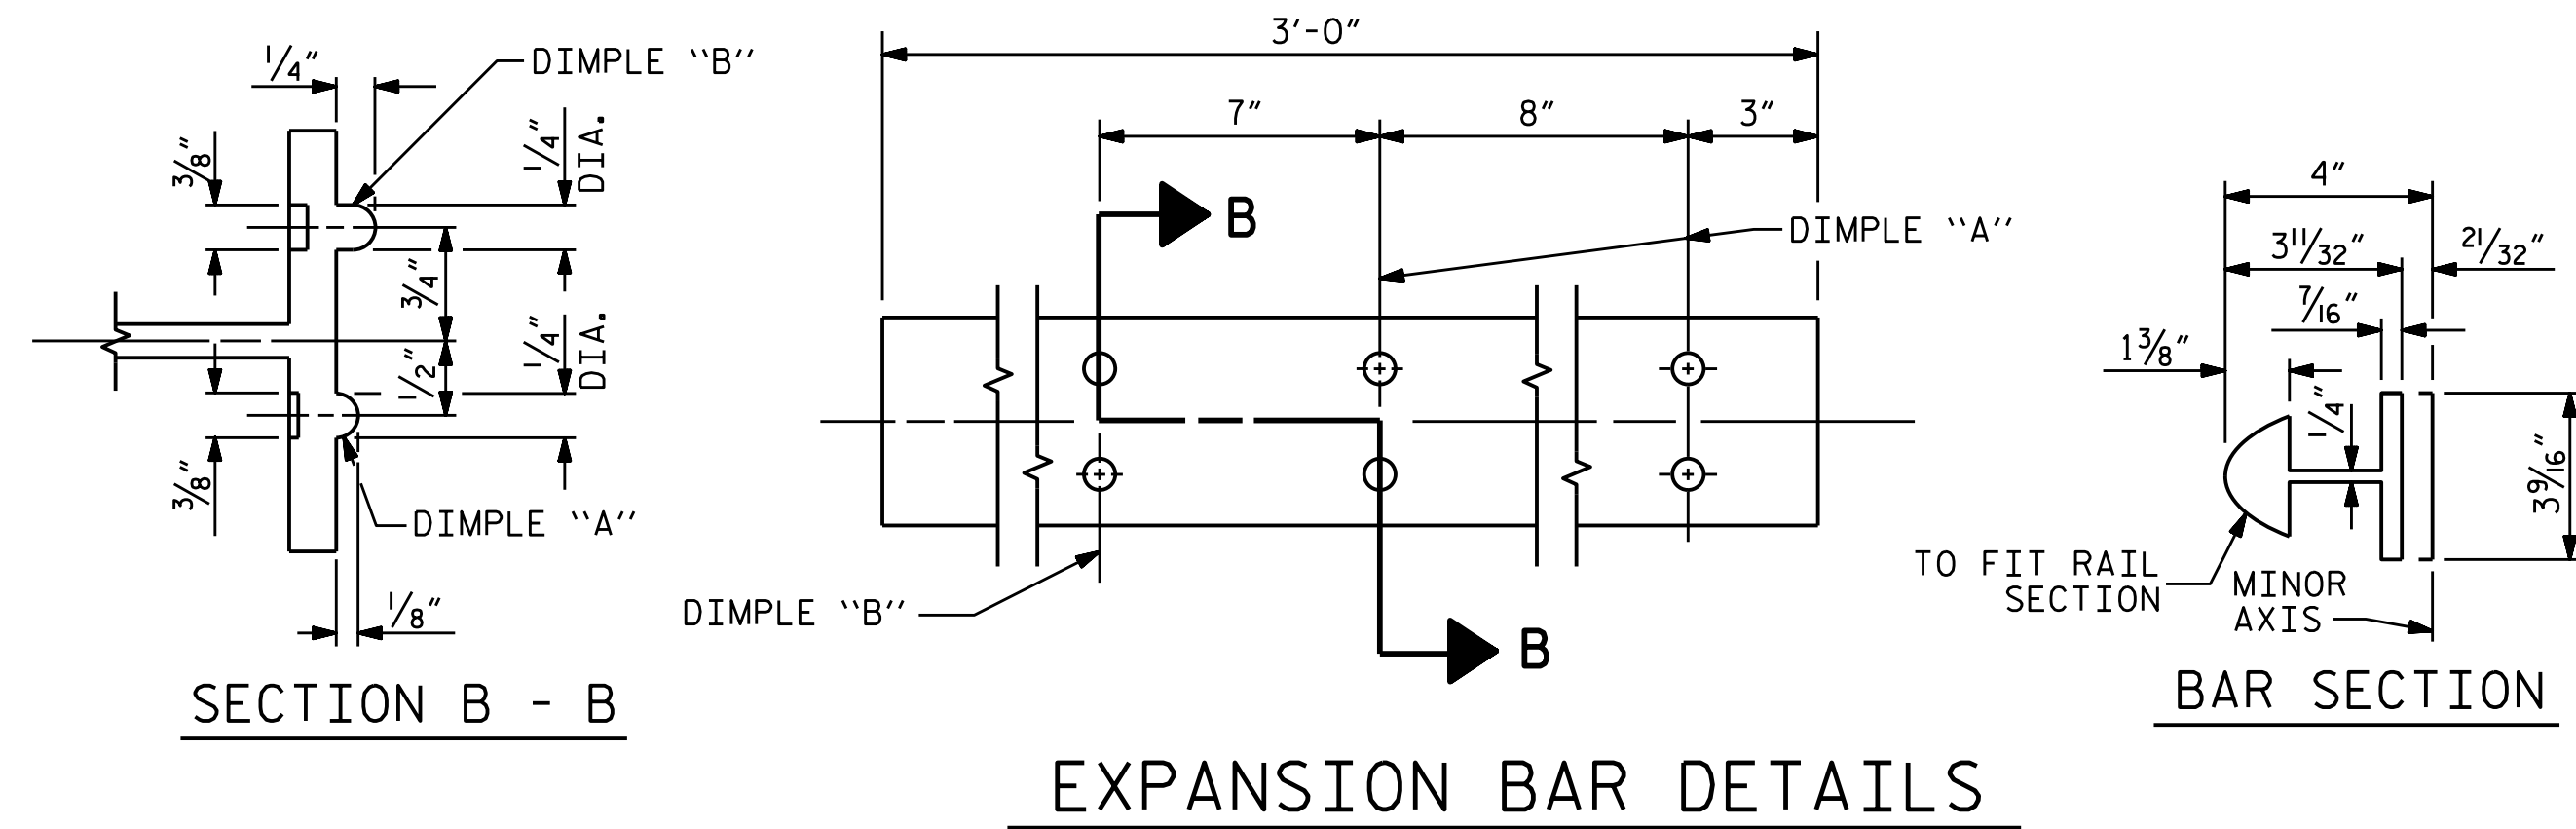 1/4"
DIMPLE "B"
3/8"
1/4"
DIA.
3/4"
1/2"
1/4"
DIA.
3/8"
DIMPLE "A"
1/8"
SECTION B - B
3'-0"
7"
8"
3"
B
DIMPLE "A"
DIMPLE "B"
B
EXPANSION BAR DETAILS
4"
3 11/32"
21/32"
7/16"
1 3/8"
1/4"
3 9/16"
TO FIT RAIL
SECTION
MINOR
AXIS
BAR SECTION